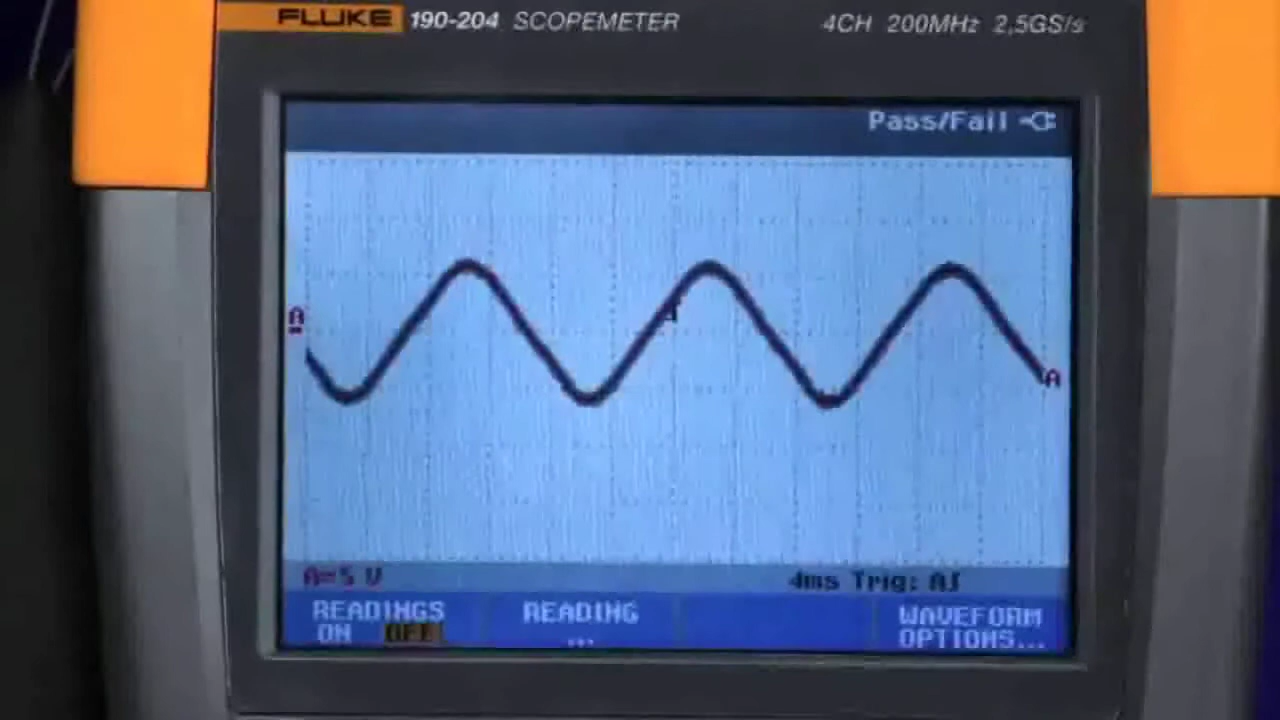 FLUKE 190-204 SCOPEMETER 4CH 200MHz 2,5GS/s
Pass/Fail
A
A
A=5 V 4ms Trig: A
READINGS
ON OFF
READING
...
WAVEFORM
OPTIONS...